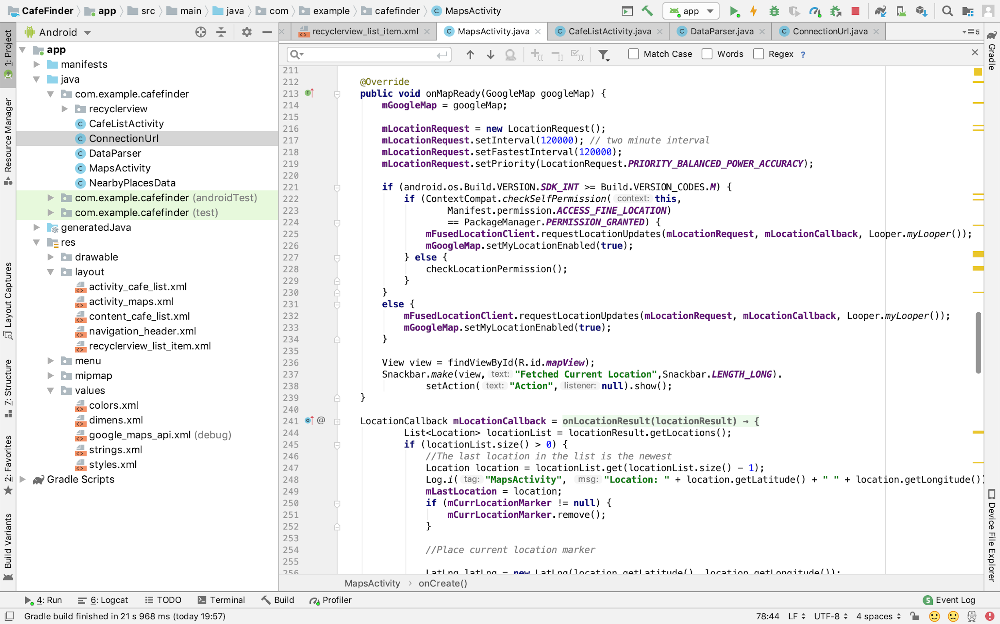 CafeFinder app src main java com example cafefinder MapsActivity
app
Android
recyclerview_list_item.xml MapsActivity.java CafeListActivity.java DataParser.java ConnectionUrl.java 5
Match Case Words Regex ?
1: Project
Resource Manager
Layout Captures
7: Structure
2: Favorites
Build Variants
app
manifests
java
com.example.cafefinder
recyclerview
CafeListActivity
ConnectionUrl
DataParser
MapsActivity
NearbyPlacesData
com.example.cafefinder (androidTest)
com.example.cafefinder (test)
generatedJava
res
drawable
layout
activity_cafe_list.xml
activity_maps.xml
content_cafe_list.xml
navigation_header.xml
recyclerview_list_item.xml
menu
mipmap
values
colors.xml
dimens.xml
google_maps_api.xml (debug)
strings.xml
styles.xml
Gradle Scripts
211
212 @Override
213 public void onMapReady(GoogleMap googleMap) {
214 mGoogleMap = googleMap;
215
216 mLocationRequest = new LocationRequest();
217 mLocationRequest.setInterval(120000); // two minute interval
218 mLocationRequest.setFastestInterval(120000);
219 mLocationRequest.setPriority(LocationRequest.PRIORITY_BALANCED_POWER_ACCURACY);
220
221 if (android.os.Build.VERSION.SDK_INT >= Build.VERSION_CODES.M) {
222 if (ContextCompat.checkSelfPermission( context: this,
223 Manifest.permission.ACCESS_FINE_LOCATION)
224 == PackageManager.PERMISSION_GRANTED) {
225 mFusedLocationClient.requestLocationUpdates(mLocationRequest, mLocationCallback, Looper.myLooper());
226 mGoogleMap.setMyLocationEnabled(true);
227 } else {
228 checkLocationPermission();
229 }
230 }
231 else {
232 mFusedLocationClient.requestLocationUpdates(mLocationRequest, mLocationCallback, Looper.myLooper());
233 mGoogleMap.setMyLocationEnabled(true);
234 }
235
236 View view = findViewById(R.id.mapView);
237 Snackbar.make(view, text: "Fetched Current Location",Snackbar.LENGTH_LONG).
238 setAction( text: "Action", listener: null).show();
239 }
240
241 @ LocationCallback mLocationCallback = onLocationResult(locationResult) → {
244 List<Location> locationList = locationResult.getLocations();
245 if (locationList.size() > 0) {
246 //The last location in the list is the newest
247 Location location = locationList.get(locationList.size() - 1);
248 Log.i( tag: "MapsActivity", msg: "Location: " + location.getLatitude() + " " + location.getLongitude()
249 mLastLocation = location;
250 if (mCurrLocationMarker != null) {
251 mCurrLocationMarker.remove();
252 }
253
254 //Place current location marker
255
256 LatLng latLng = new LatLng(location.getLatitude(), location.getLongitude());
MapsActivity › onCreate()
Gradle
Device File Explorer
4: Run 6: Logcat TODO Terminal Build Profiler 5 Event Log
Gradle build finished in 21 s 968 ms (today 19:57) 78:44 LF UTF-8 4 spaces